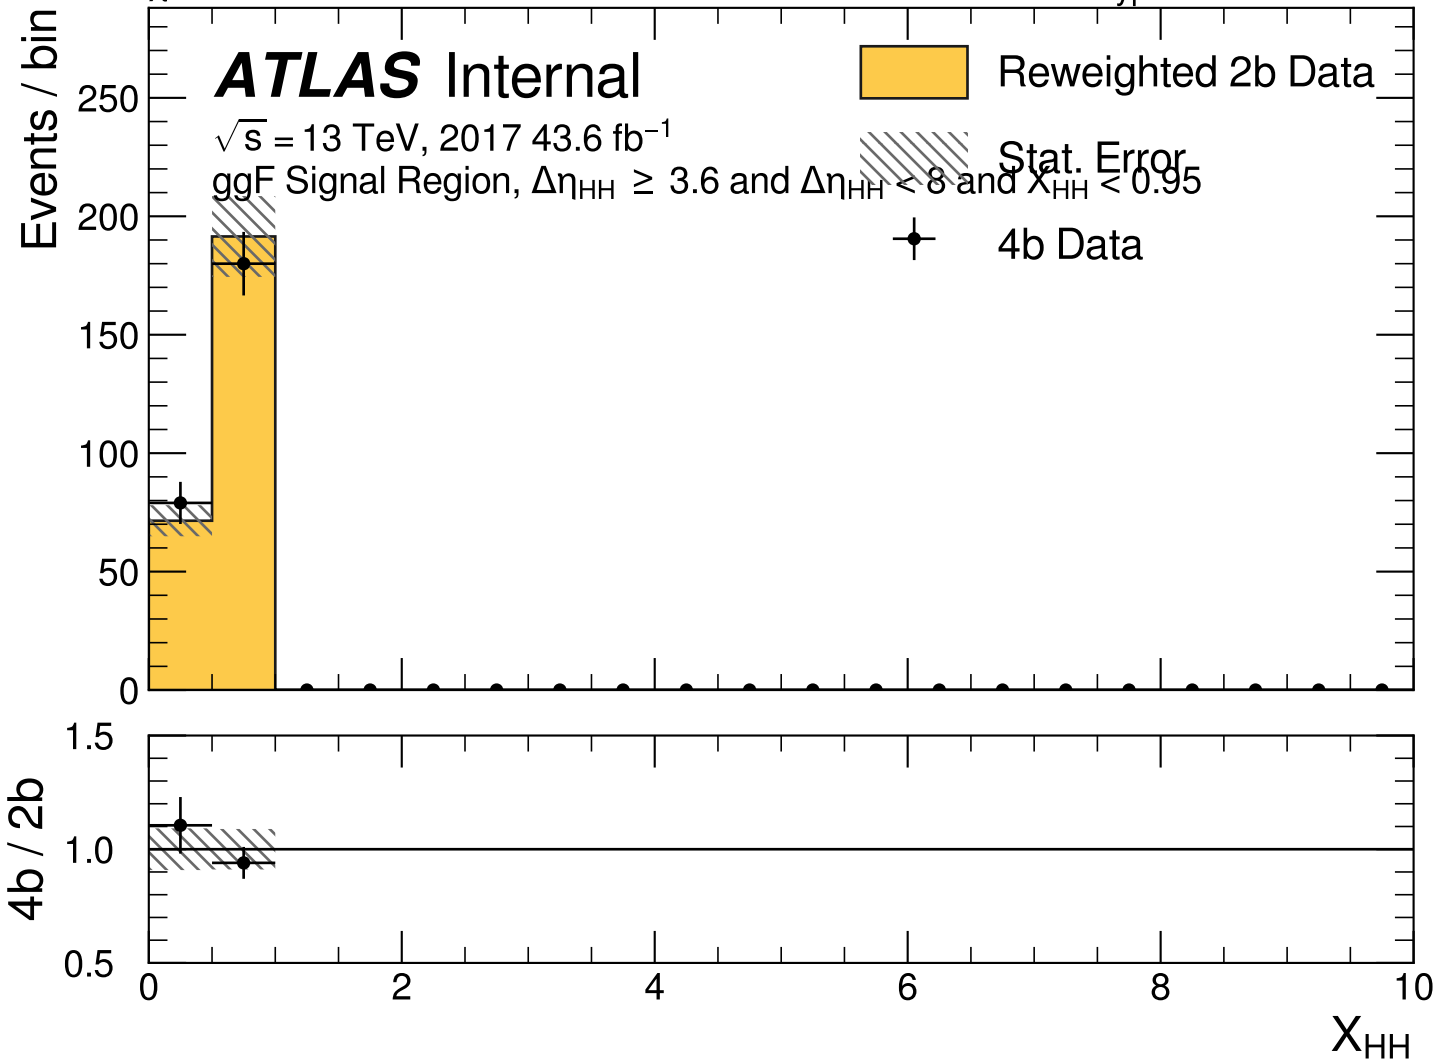 Events / bin
250
200
150
100
50
0
ATLAS Internal
√s = 13 TeV, 2017 43.6 fb⁻¹
ggF Signal Region, Δη_HH ≥ 3.6 and Δη_HH < 8 and X_HH < 0.95
Reweighted 2b Data
Stat. Error
4b Data
4b / 2b
1.5
1.0
0.5
0 2 4 6 8 10
X_HH